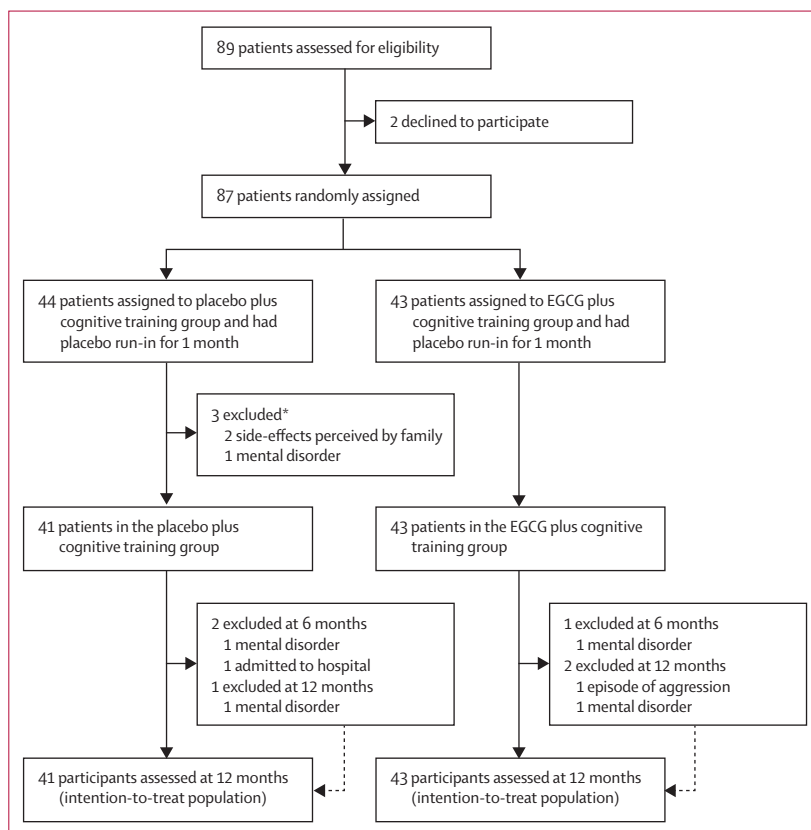 89 patients assessed for eligibility
2 declined to participate
87 patients randomly assigned
44 patients assigned to placebo plus
cognitive training group and had
placebo run-in for 1 month
43 patients assigned to EGCG plus
cognitive training group and had
placebo run-in for 1 month
3 excluded*
2 side-effects perceived by family
1 mental disorder
41 patients in the placebo plus
cognitive training group
43 patients in the EGCG plus cognitive
training group
2 excluded at 6 months
1 mental disorder
1 admitted to hospital
1 excluded at 12 months
1 mental disorder
1 excluded at 6 months
1 mental disorder
2 excluded at 12 months
1 episode of aggression
1 mental disorder
41 participants assessed at 12 months
(intention-to-treat population)
43 participants assessed at 12 months
(intention-to-treat population)